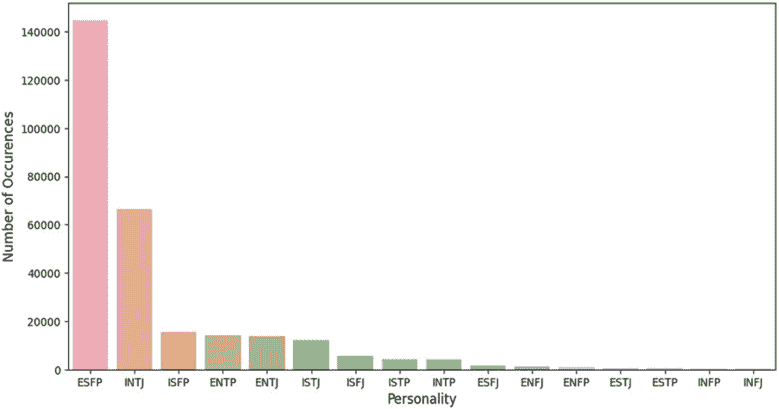 Number of Occurences
140000
120000
100000
80000
60000
40000
20000
0
ESFP INTJ ISFP ENTP ENTJ ISTJ ISFJ ISTP INTP ESFJ ENFJ ENFP ESTJ ESTP INFP INFJ
Personality